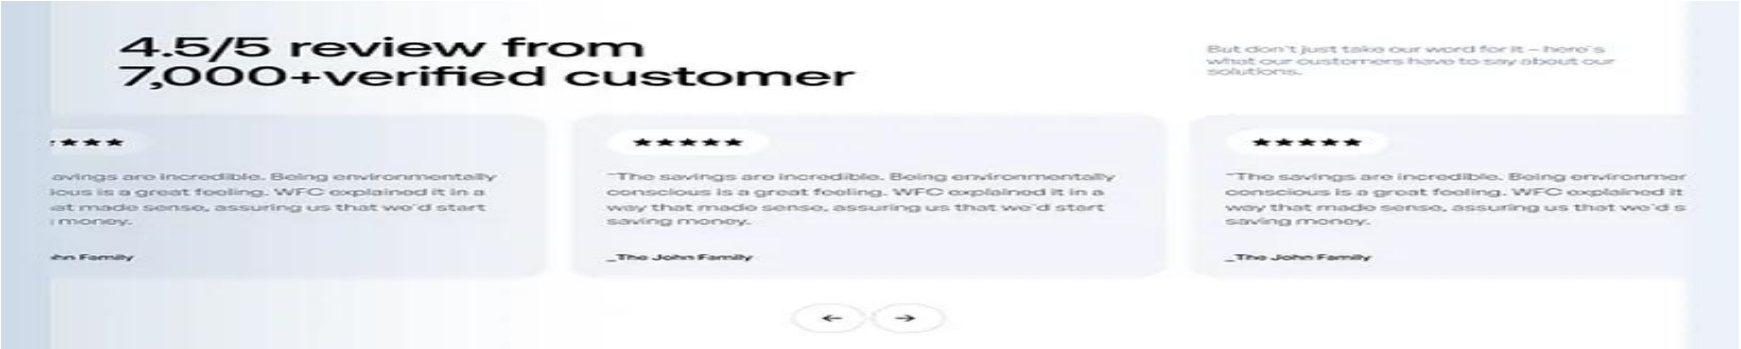 4.5/5 review from
7,000+verified customer
But don't just take our word for it – here's
what our customers have to say about our
solutions.
★★★★
avings are incredible. Being environmentally
ious is a great feeling. WFC explained it in a
at made sense, assuring us that we'd start
money.
hn Family
★★★★★
"The savings are incredible. Being environmentally
conscious is a great feeling. WFC explained it in a
way that made sense, assuring us that we'd start
saving money.
_The John Family
★★★★★
"The savings are incredible. Being environmer
conscious is a great feeling. WFC explained it
way that made sense, assuring us that we'd s
saving money.
_The John Family
← →